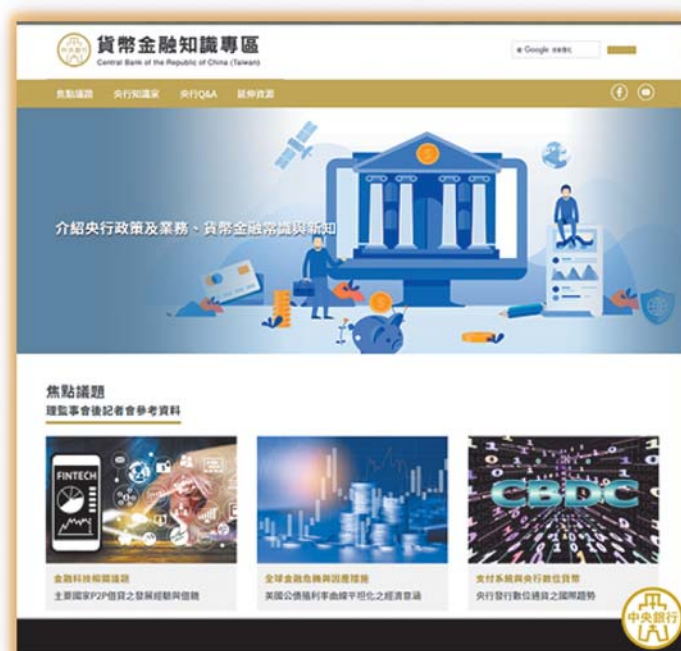 中央銀行
貨幣金融知識專區
Central Bank of the Republic of China (Taiwan)
Google
焦點議題 央行知識家 央行Q&A 延伸資源
介紹央行政策及業務、貨幣金融常識與新知
焦點議題
理監事會後記者會參考資料
FINTECH
CBDC
金融科技相關議題
主要國家P2P借貸之發展經驗與借鏡
全球金融危機與因應措施
美國公債殖利率曲線平坦化之經濟意涵
支付系統與央行數位貨幣
央行發行數位通貨之國際趨勢
中央銀行